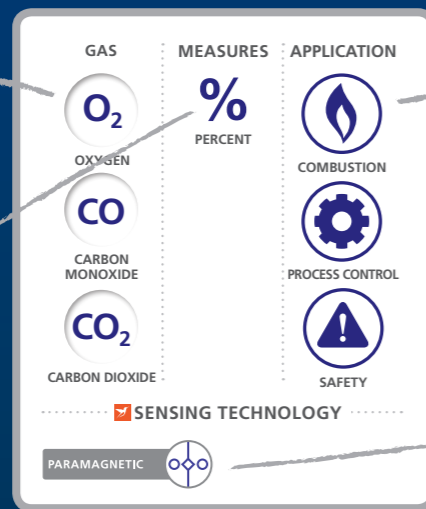 GAS
MEASURES
APPLICATION
O₂
OXYGEN
CO
CARBON
MONOXIDE
CO₂
CARBON DIOXIDE
%
PERCENT
COMBUSTION
PROCESS CONTROL
SAFETY
SENSING TECHNOLOGY
PARAMAGNETIC